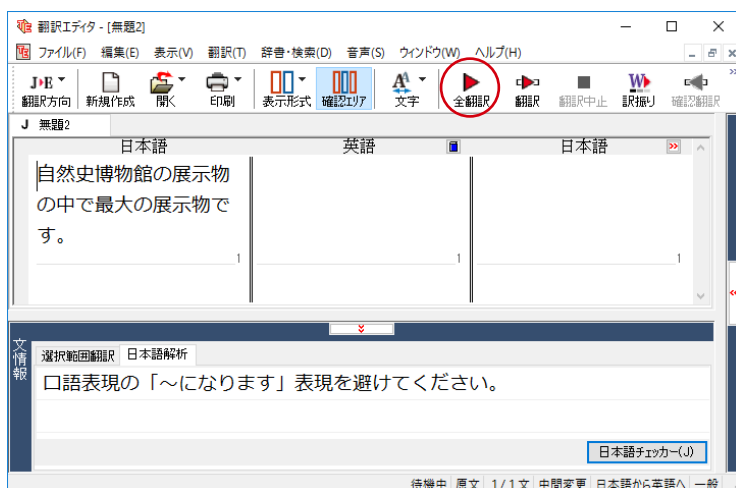 翻訳エディタ - [無題2]
ファイル(F) 編集(E) 表示(V) 翻訳(T) 辞書・検索(D) 音声(S) ウインドウ(W) ヘルプ(H)
J▸E
翻訳方向 新規作成 開く 印刷 表示形式 確認エリア 文字 全翻訳 翻訳 翻訳中止 訳振り 確認翻訳
J 無題2
日本語 英語 日本語
自然史博物館の展示物
の中で最大の展示物で
す。
1 1 1
文情報
選択範囲翻訳 日本語解析
口語表現の「～になります」表現を避けてください。
日本語チェッカー(J)
待機中 原文 1/1文 中間変更 日本語から英語へ 一般